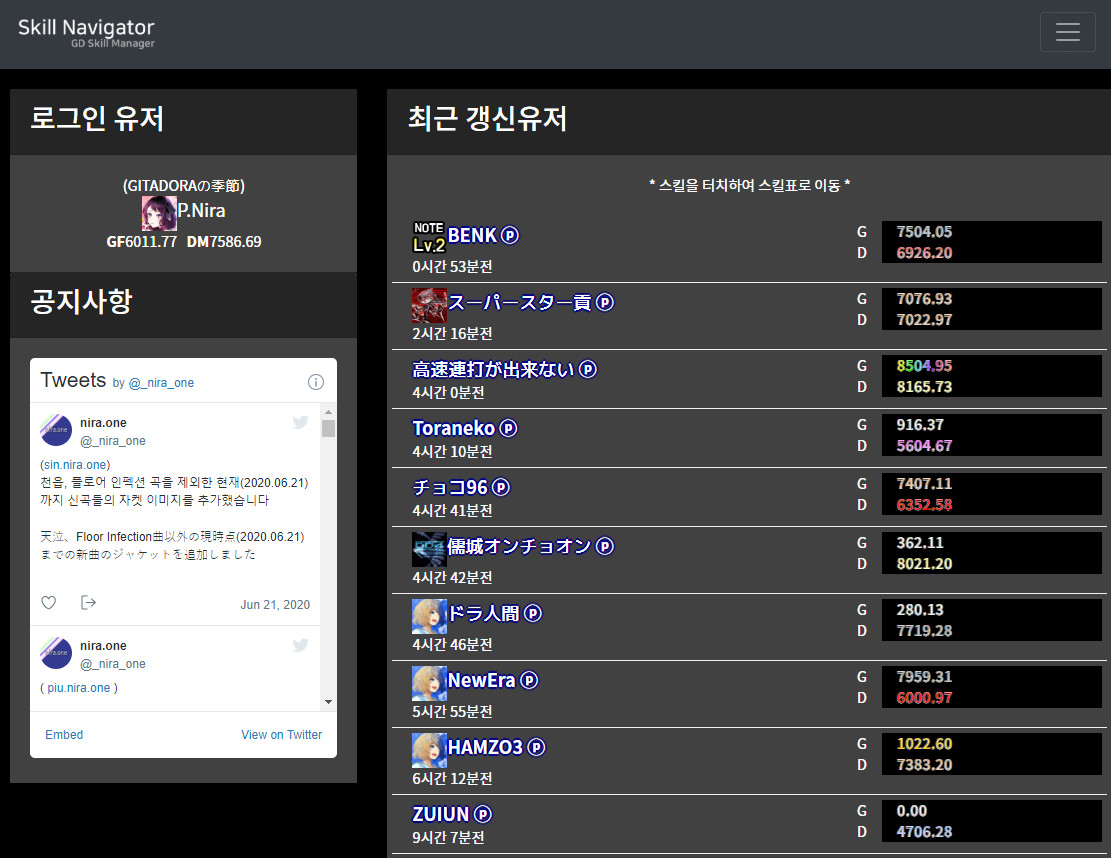 Skill Navigator
GD Skill Manager
로그인 유저
(GITADORAの季節)
P.Nira
GF6011.77 DM7586.69
공지사항
Tweets by @_nira_one
nira.one
@_nira_one
(sin.nira.one)
천음, 플로어 인펙션 곡을 제외한 현재(2020.06.21)
까지 신곡들의 자켓 이미지를 추가했습니다
天泣、Floor Infection曲以外の現時点(2020.06.21)
までの新曲のジャケットを追加しました
Jun 21, 2020
nira.one
@_nira_one
( piu.nira.one )
Embed
View on Twitter
최근 갱신유저
* 스킬을 터치하여 스킬표로 이동 *
NOTE
Lv.2
BENK Ⓟ
G 7504.05
D 6926.20
0시간 53분전
スーパースター貢 Ⓟ
G 7076.93
D 7022.97
2시간 16분전
高速連打が出来ない Ⓟ
G 8504.95
D 8165.73
4시간 0분전
Toraneko Ⓟ
G 916.37
D 5604.67
4시간 10분전
チョコ96 Ⓟ
G 7407.11
D 6352.58
4시간 41분전
儒城オンチョオン Ⓟ
G 362.11
D 8021.20
4시간 42분전
ドラ人間 Ⓟ
G 280.13
D 7719.28
4시간 46분전
NewEra Ⓟ
G 7959.31
D 6000.97
5시간 55분전
HAMZO3 Ⓟ
G 1022.60
D 7383.20
6시간 12분전
ZUIUN Ⓟ
G 0.00
D 4706.28
9시간 7분전